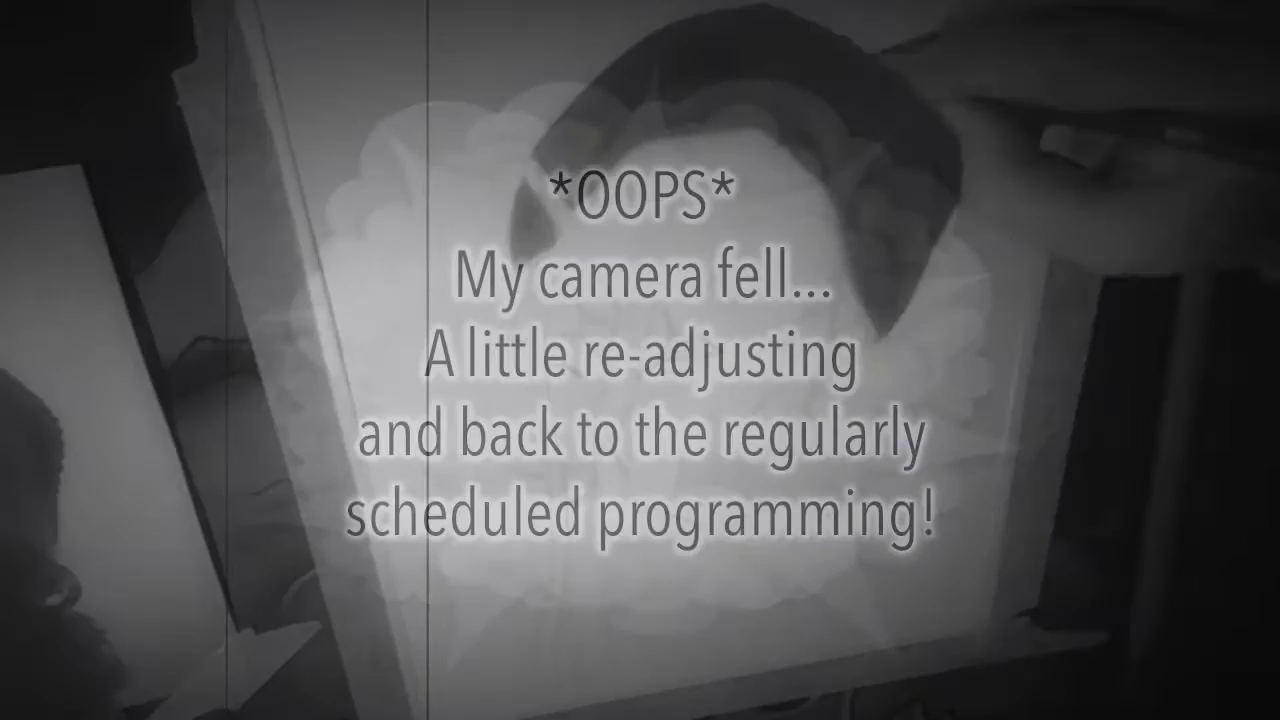 *OOPS*
My camera fell...
A little re-adjusting
and back to the regularly
scheduled programming!